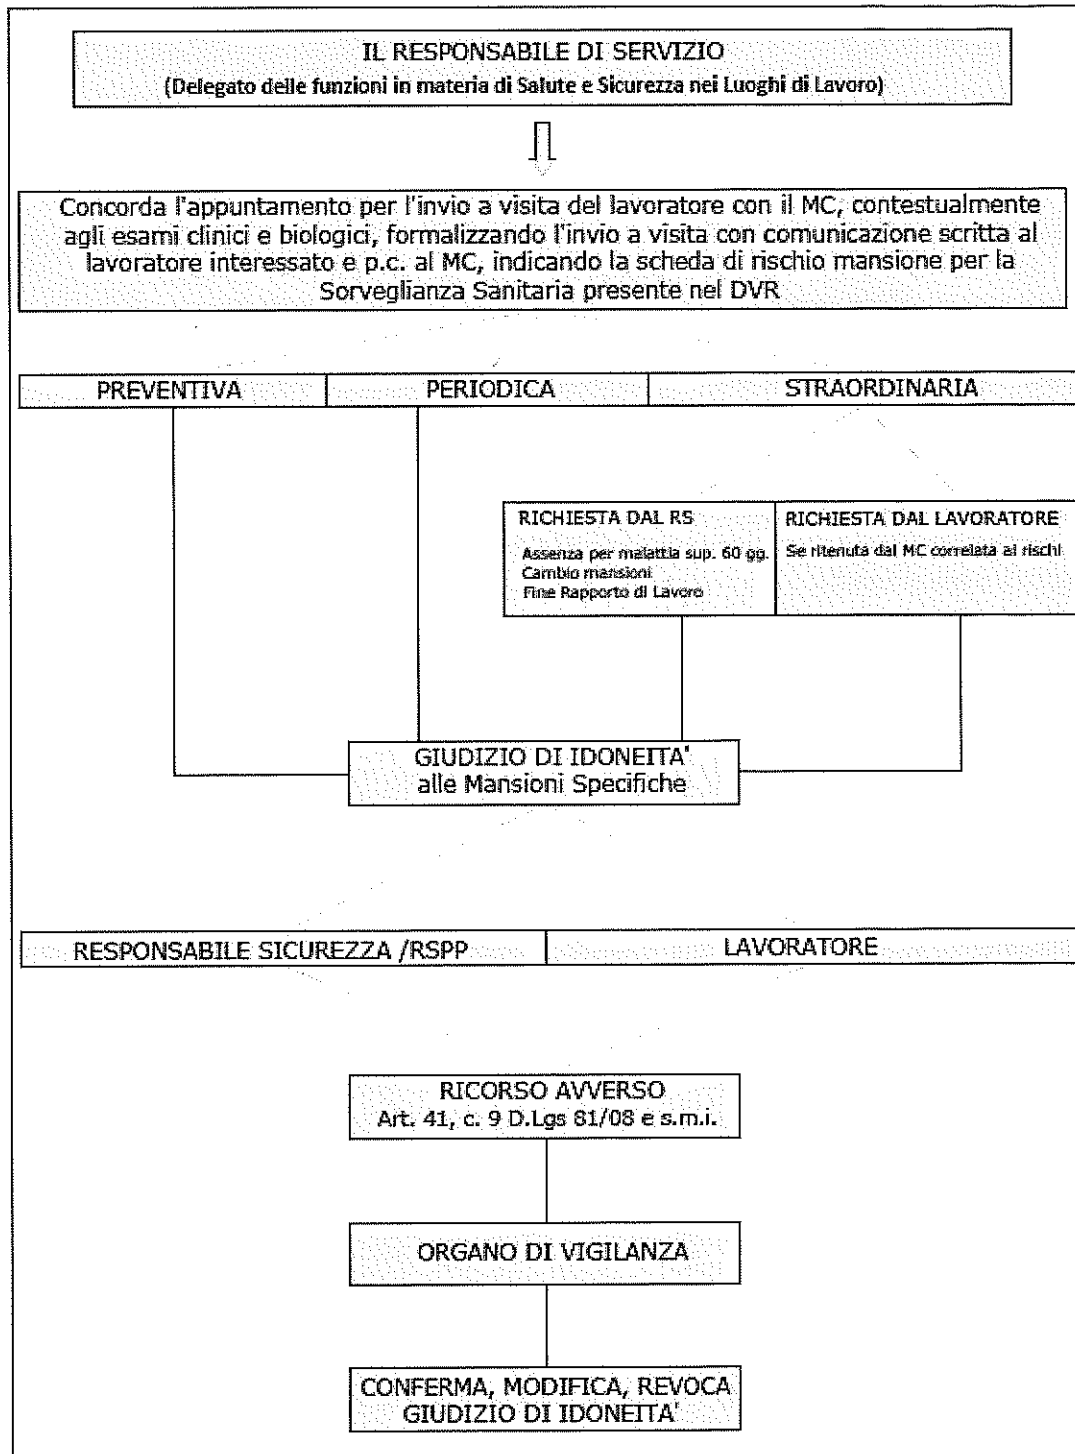 IL RESPONSABILE DI SERVIZIO
(Delegato delle funzioni in materia di Salute e Sicurezza nei Luoghi di Lavoro)
Concorda l'appuntamento per l'invio a visita del lavoratore con il MC, contestualmente
agli esami clinici e biologici, formalizzando l'invio a visita con comunicazione scritta al
lavoratore interessato e p.c. al MC, indicando la scheda di rischio mansione per la
Sorveglianza Sanitaria presente nel DVR
PREVENTIVA
PERIODICA
STRAORDINARIA
RICHIESTA DAL RS
Assenza per malattia sup. 60 gg.
Cambio mansioni
Fine Rapporto di Lavoro
RICHIESTA DAL LAVORATORE
Se ritenuta dal MC correlata ai rischi
GIUDIZIO DI IDONEITA'
alle Mansioni Specifiche
RESPONSABILE SICUREZZA /RSPP
LAVORATORE
RICORSO AVVERSO
Art. 41, c. 9 D.Lgs 81/08 e s.m.i.
ORGANO DI VIGILANZA
CONFERMA, MODIFICA, REVOCA
GIUDIZIO DI IDONEITA'